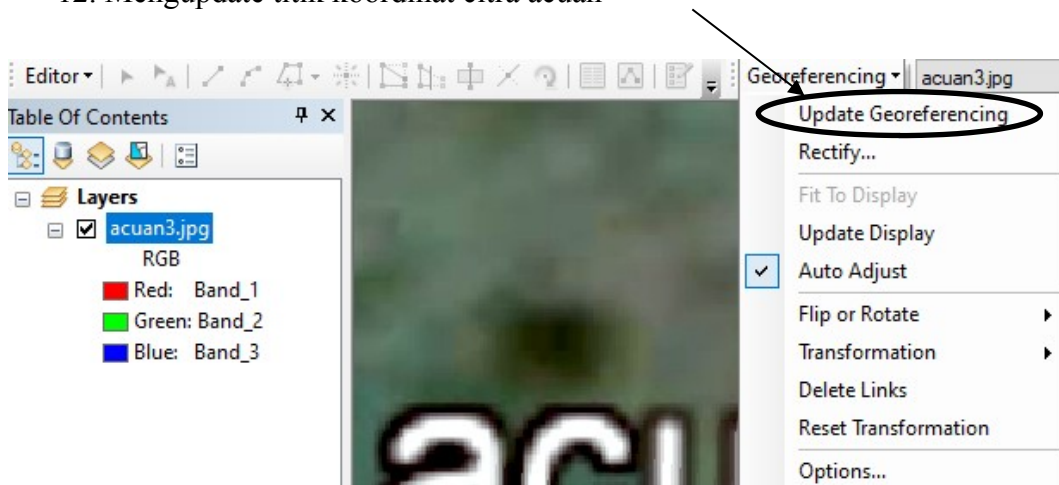 12. Mengupdate titik koordinat citra acuan
Editor
Georeferencing
acuan3.jpg
Table Of Contents
Update Georeferencing
Rectify...
Layers
Fit To Display
acuan3.jpg
Update Display
RGB
Auto Adjust
Red: Band_1
Green: Band_2
Flip or Rotate
Blue: Band_3
Transformation
Delete Links
Reset Transformation
Options...